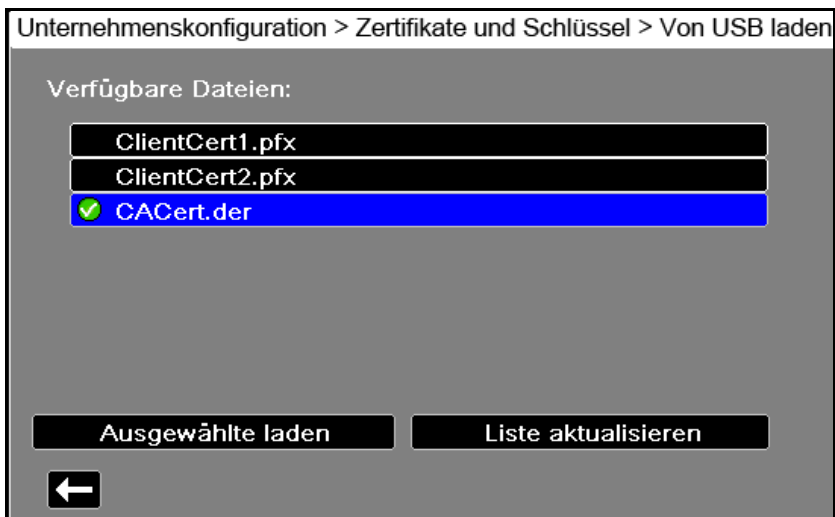 Unternehmenskonfiguration > Zertifikate und Schlüssel > Von USB laden
Verfügbare Dateien:
ClientCert1.pfx
ClientCert2.pfx
CACert.der
Ausgewählte laden
Liste aktualisieren